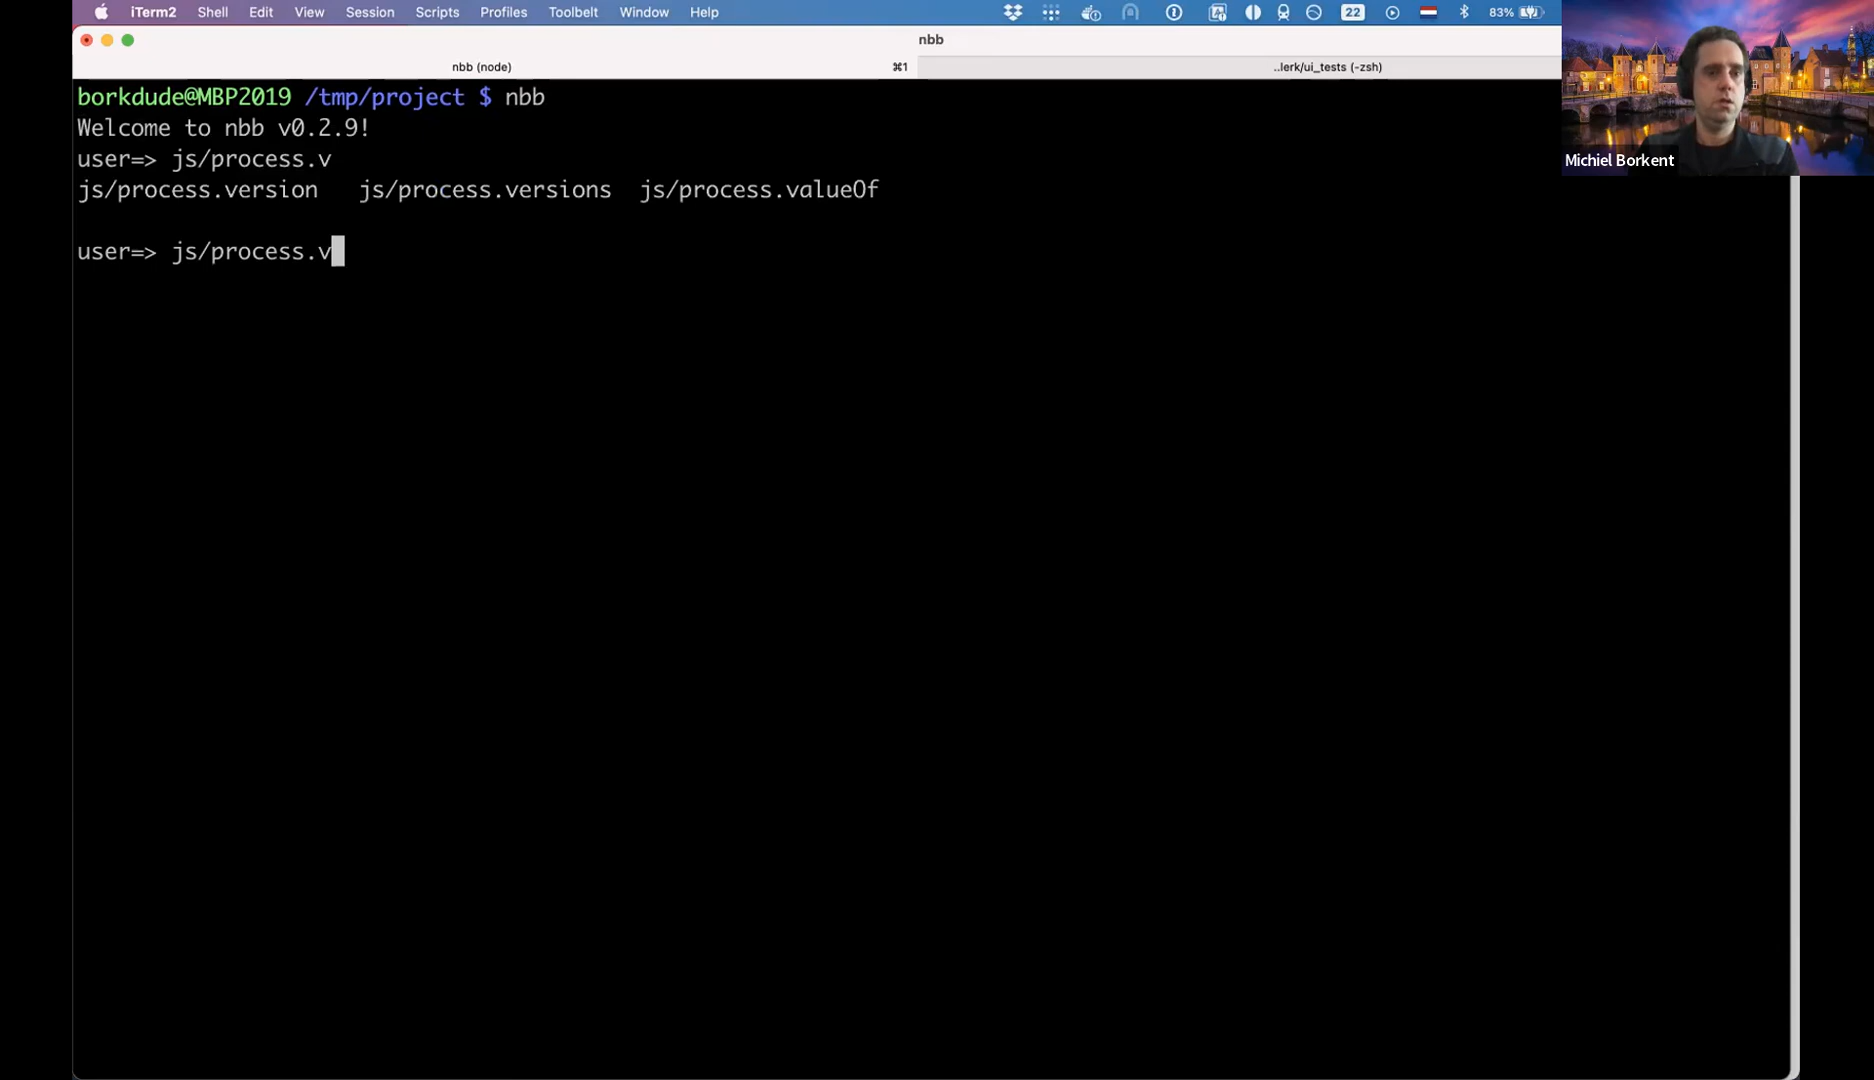 iTerm2 Shell Edit View Session Scripts Profiles Toolbelt Window Help 22 83%
nbb
nbb (node) ⌘1 ..lerk/ui_tests (-zsh)
borkdude@MBP2019 /tmp/project $ nbb
Welcome to nbb v0.2.9!
user=> js/process.v
js/process.version js/process.versions js/process.valueOf
user=> js/process.v
Michiel Borkent